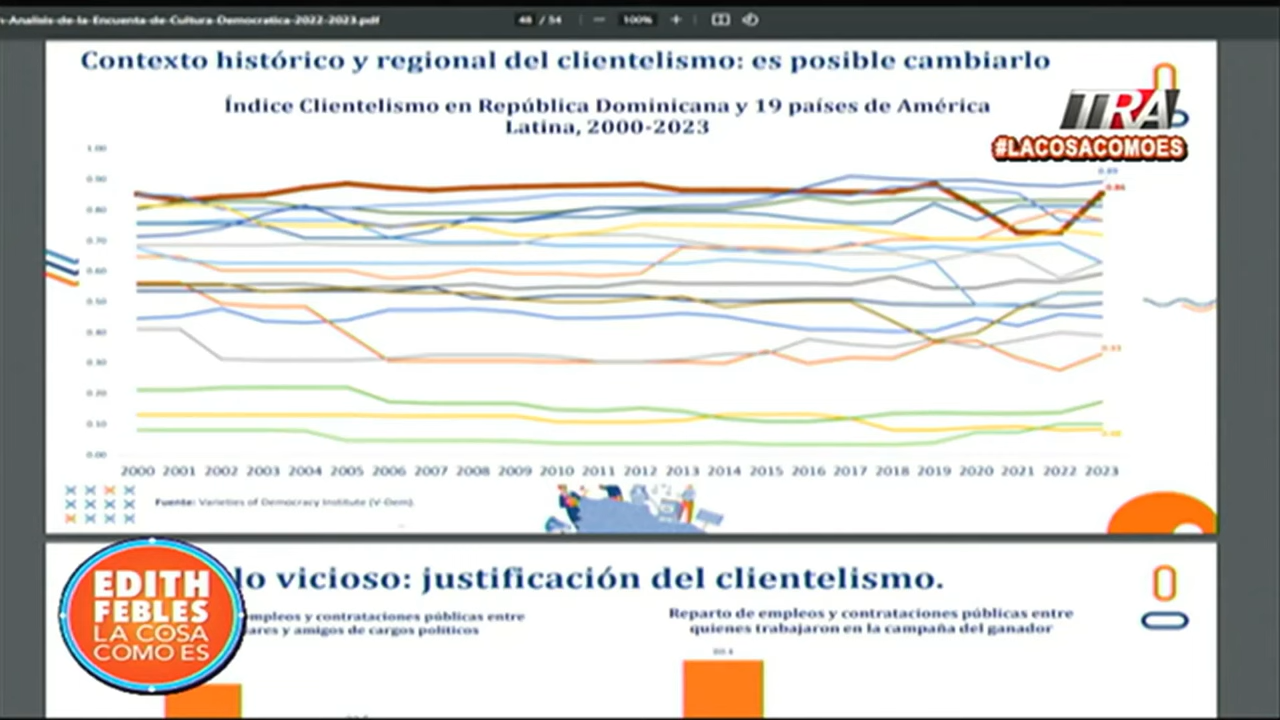 n-Analisis-de-la-Encuenta-de-Cultura-Democratica-2022-2023.pdf
48 / 54
100%
Contexto histórico y regional del clientelismo: es posible cambiarlo
Índice Clientelismo en República Dominicana y 19 países de América
Latina, 2000-2023
TRA
#LACOSACOMOES
1.00
0.90
0.80
0.70
0.60
0.50
0.40
0.30
0.20
0.10
0.00
0.89
0.86
0.33
2000 2001 2002 2003 2004 2005 2006 2007 2008 2009 2010 2011 2012 2013 2014 2015 2016 2017 2018 2019 2020 2021 2022 2023
Fuente: Varieties of Democracy Institute (V-Dem).
lo vicioso: justificación del clientelismo.
empleos y contrataciones públicas entre
ares y amigos de cargos políticos
Reparto de empleos y contrataciones públicas entre
quienes trabajaron en la campaña del ganador
EDITH
FEBLES
LA COSA
COMO ES